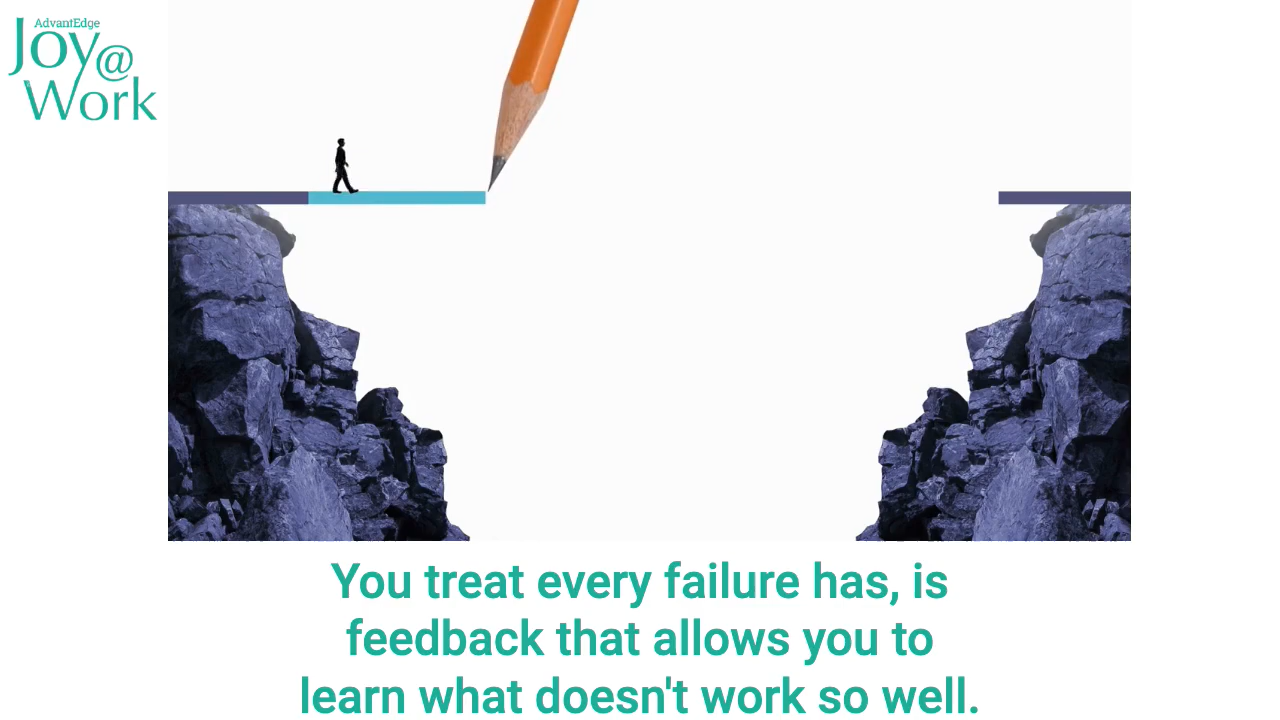 AdvantEdge
Joy@
Work
You treat every failure has, is
feedback that allows you to
learn what doesn't work so well.